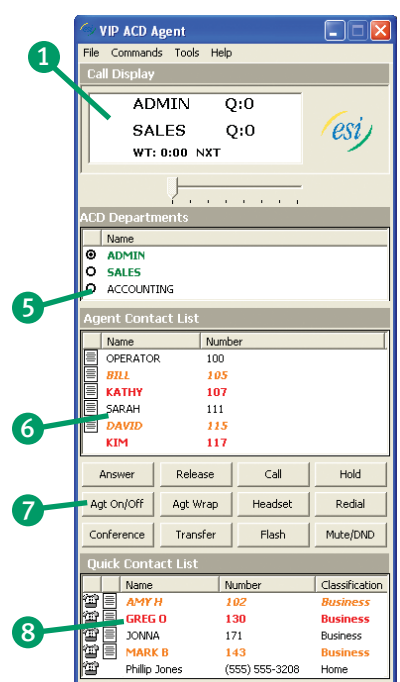 VIP ACD Agent
File Commands Tools Help
1
Call Display
ADMIN Q:0
SALES Q:0
WT: 0:00 NXT
esi
ACD Departments
Name
ADMIN
SALES
ACCOUNTING
5
Agent Contact List
Name Number
OPERATOR 100
BILL 105
KATHY 107
SARAH 111
6
DAVID 115
KIM 117
Answer Release Call Hold
7
Agt On/Off Agt Wrap Headset Redial
Conference Transfer Flash Mute/DND
Quick Contact List
Name Number Classification
AMY H 102 Business
GREG O 130 Business
8
JONNA 171 Business
MARK B 143 Business
Phillip Jones (555) 555-3208 Home